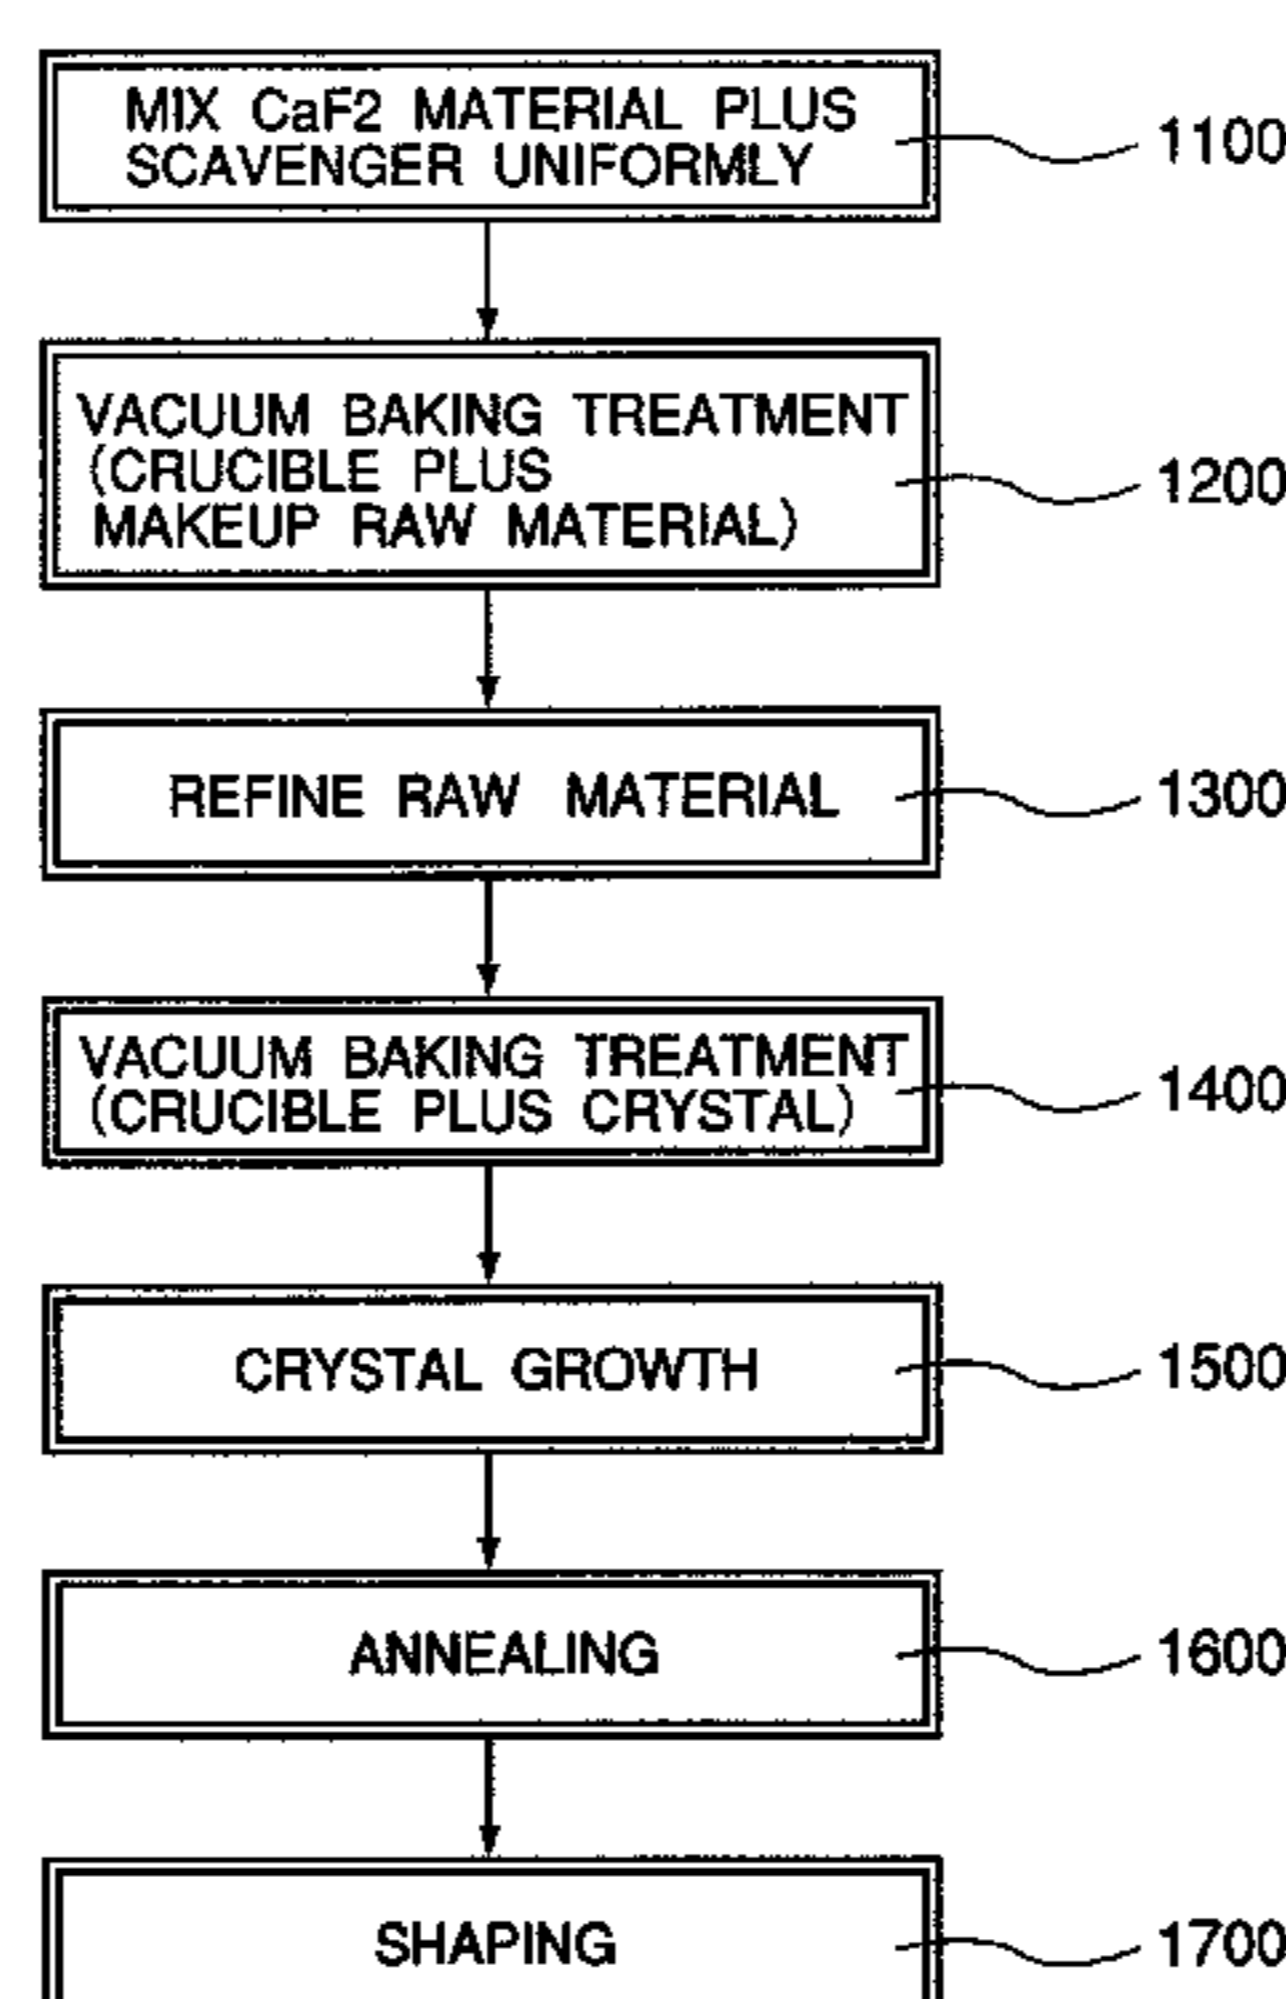 MIX CaF2 MATERIAL PLUS
SCAVENGER UNIFORMLY
1100
VACUUM BAKING TREATMENT
(CRUCIBLE PLUS
MAKEUP RAW MATERIAL)
1200
REFINE RAW MATERIAL
1300
VACUUM BAKING TREATMENT
(CRUCIBLE PLUS CRYSTAL)
1400
CRYSTAL GROWTH
1500
ANNEALING
1600
SHAPING
1700